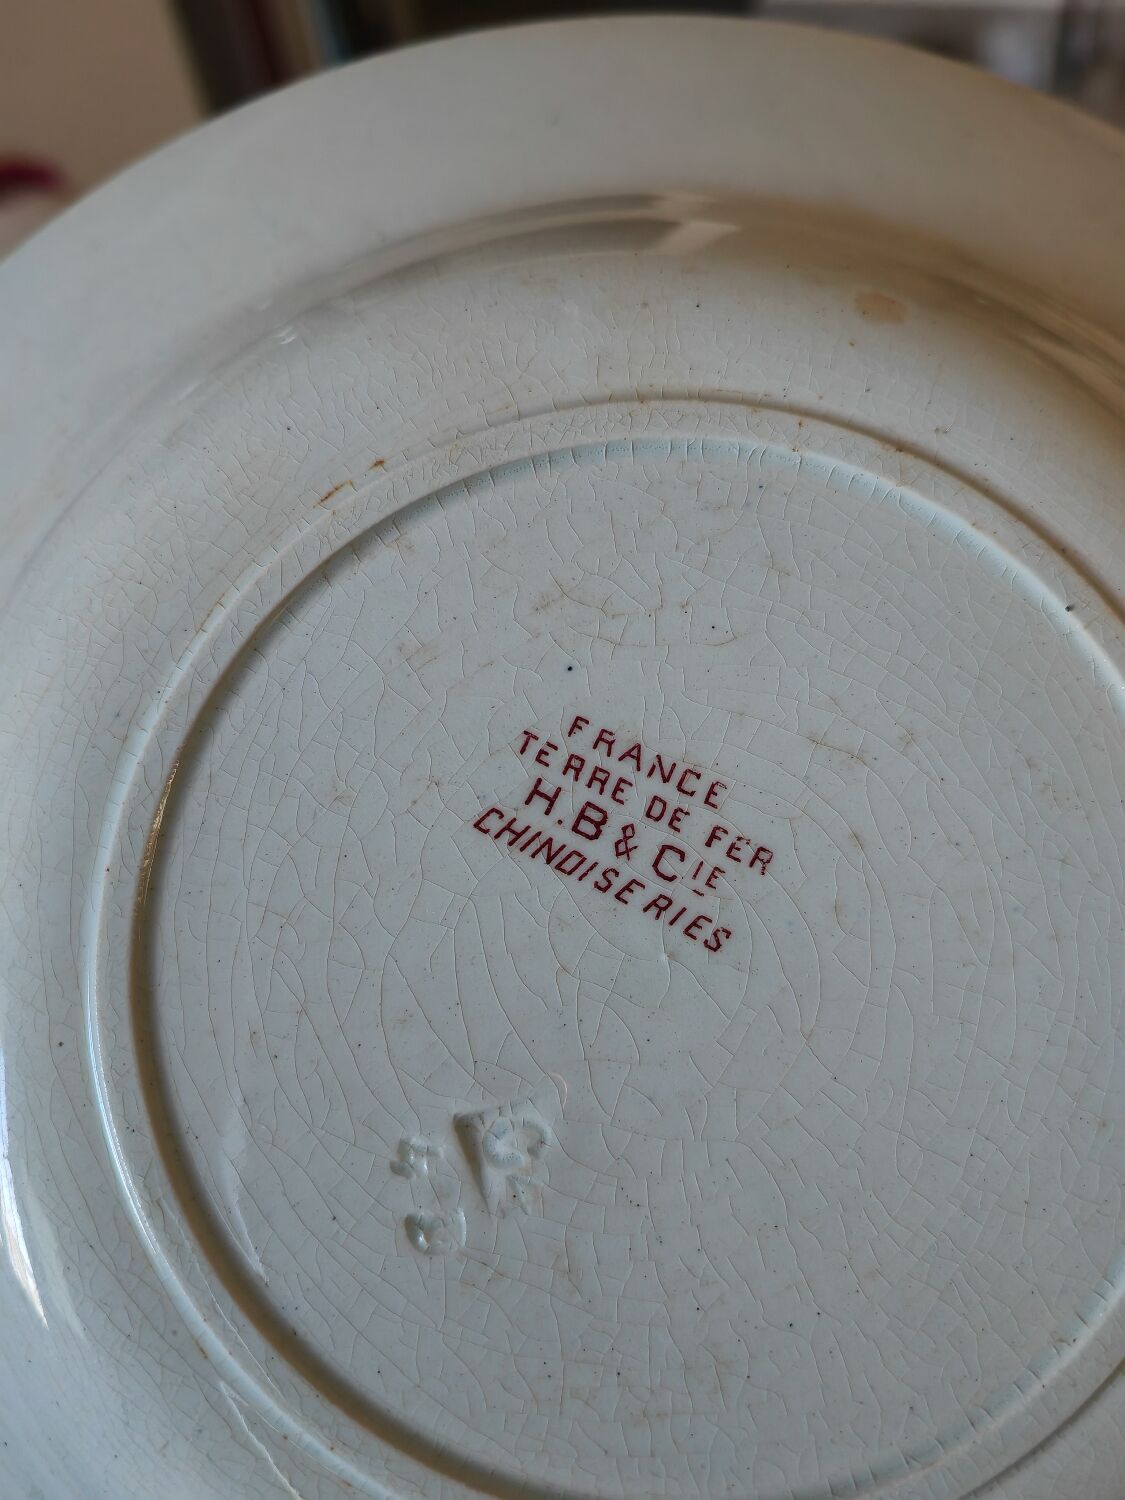 FRANCE
TERRE DE FER
H.B & CIE
CHINOISERIES